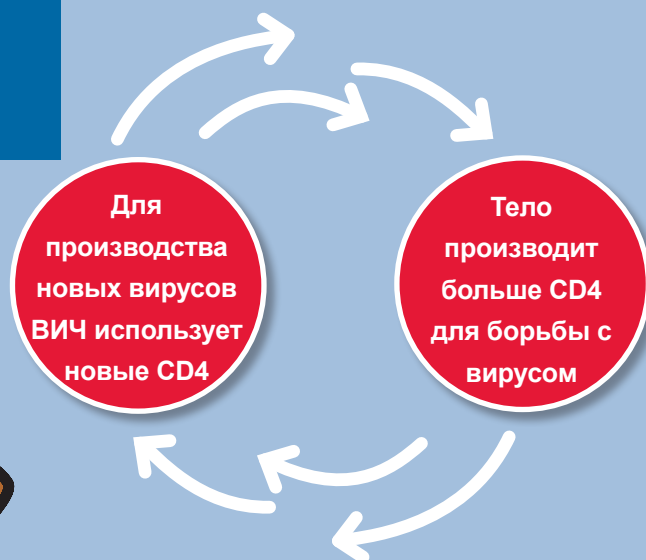 Для
производства
новых вирусов
ВИЧ использует
новые CD4
Тело
производит
больше CD4
для борьбы с
вирусом